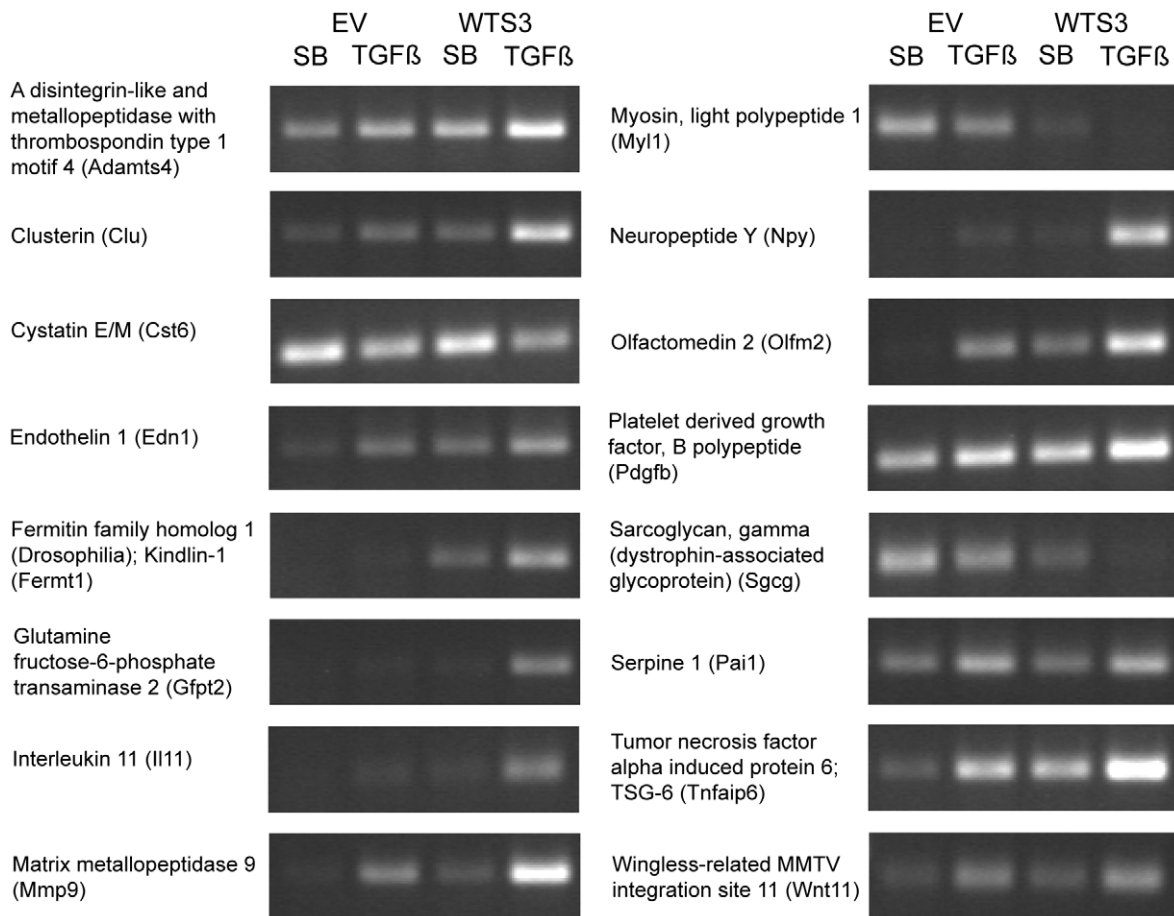 EV WTS3
SB TGFß SB TGFß
A disintegrin-like and
metallopeptidase with
thrombospondin type 1
motif 4 (Adamts4)
Clusterin (Clu)
Cystatin E/M (Cst6)
Endothelin 1 (Edn1)
Fermitin family homolog 1
(Drosophilia); Kindlin-1
(Fermt1)
Glutamine
fructose-6-phosphate
transaminase 2 (Gfpt2)
Interleukin 11 (Il11)
Matrix metallopeptidase 9
(Mmp9)
EV WTS3
SB TGFß SB TGFß
Myosin, light polypeptide 1
(Myl1)
Neuropeptide Y (Npy)
Olfactomedin 2 (Olfm2)
Platelet derived growth
factor, B polypeptide
(Pdgfb)
Sarcoglycan, gamma
(dystrophin-associated
glycoprotein) (Sgcg)
Serpine 1 (Pai1)
Tumor necrosis factor
alpha induced protein 6;
TSG-6 (Tnfaip6)
Wingless-related MMTV
integration site 11 (Wnt11)